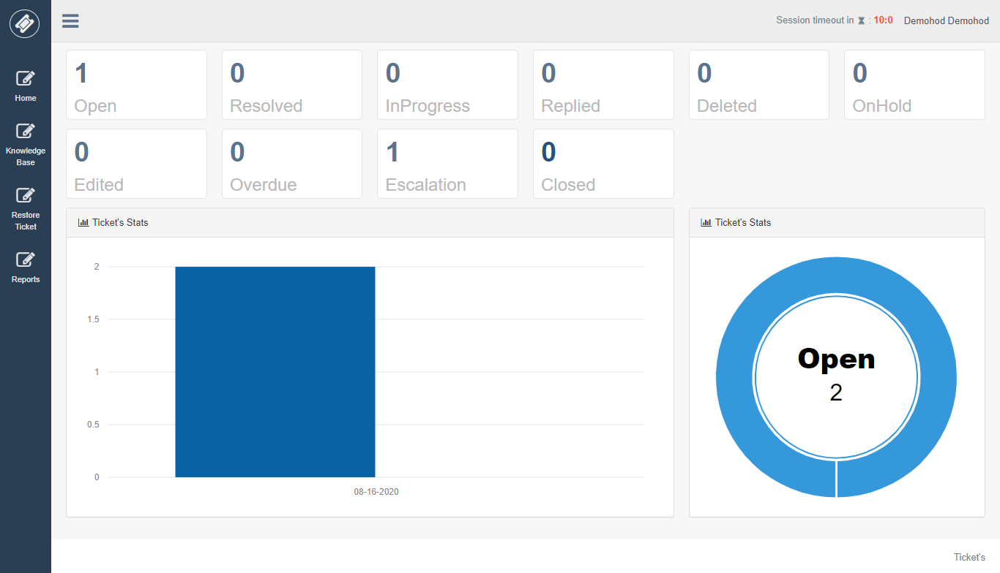 Session timeout in : 10:0 Demohod Demohod
Home
Knowledge
Base
Restore
Ticket
Reports
1 0 0 0 0 0
Open Resolved InProgress Replied Deleted OnHold
0 0 1 0
Edited Overdue Escalation Closed
Ticket's Stats
2
1.5
1
0.5
0
08-16-2020
Ticket's Stats
Open
2
Ticket's